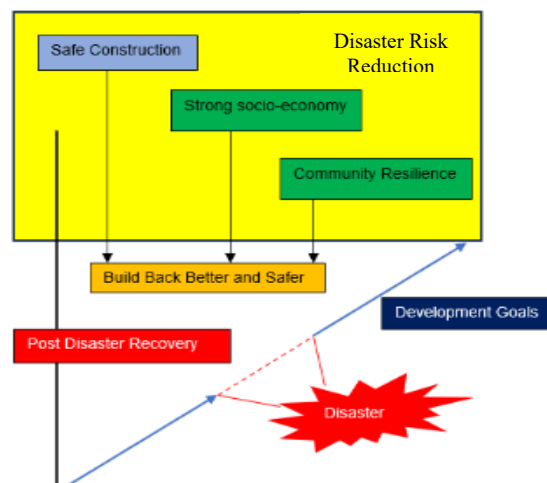 Disaster Risk
Reduction
Safe Construction
Strong socio-economy
Community Resilience
Build Back Better and Safer
Development Goals
Post Disaster Recovery
Disaster